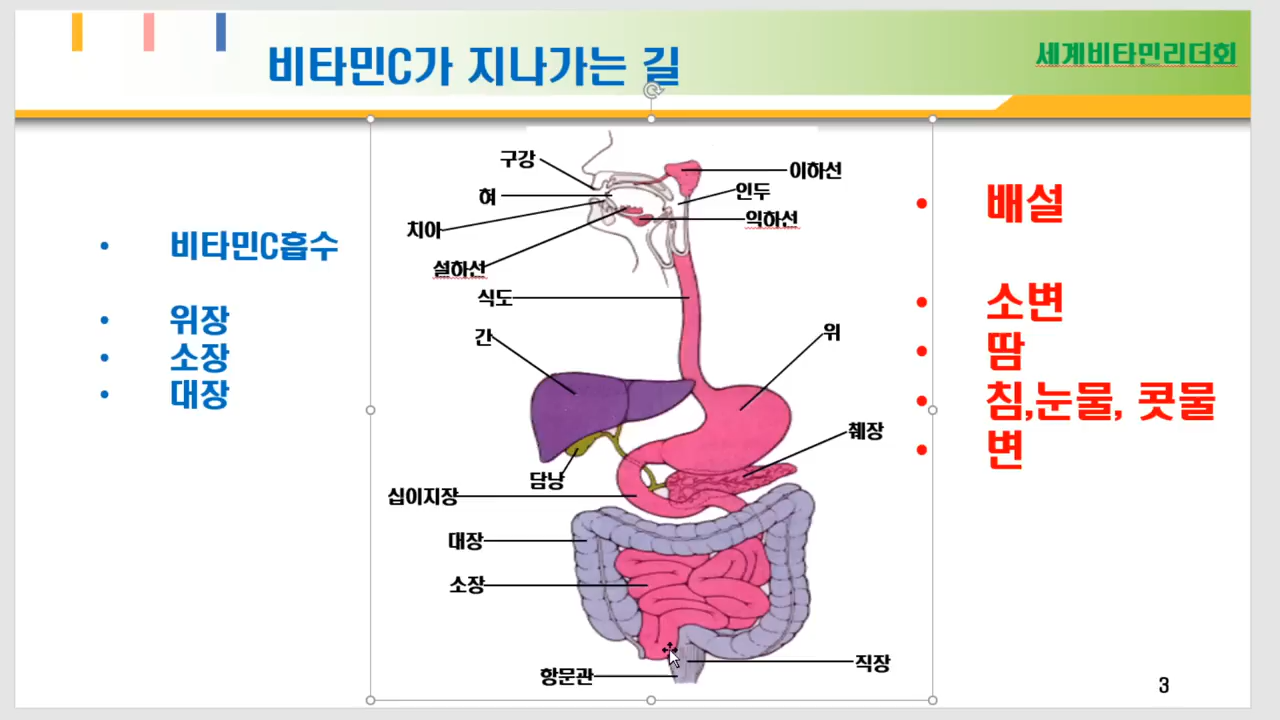 비타민C가 지나가는 길
세계비타민리더회
비타민C흡수
위장
소장
대장
구강
혀
치아
설하선
식도
간
담낭
십이지장
대장
소장
항문관
이하선
인두
악하선
위
췌장
직장
배설
소변
땀
침,눈물, 콧물
변
3